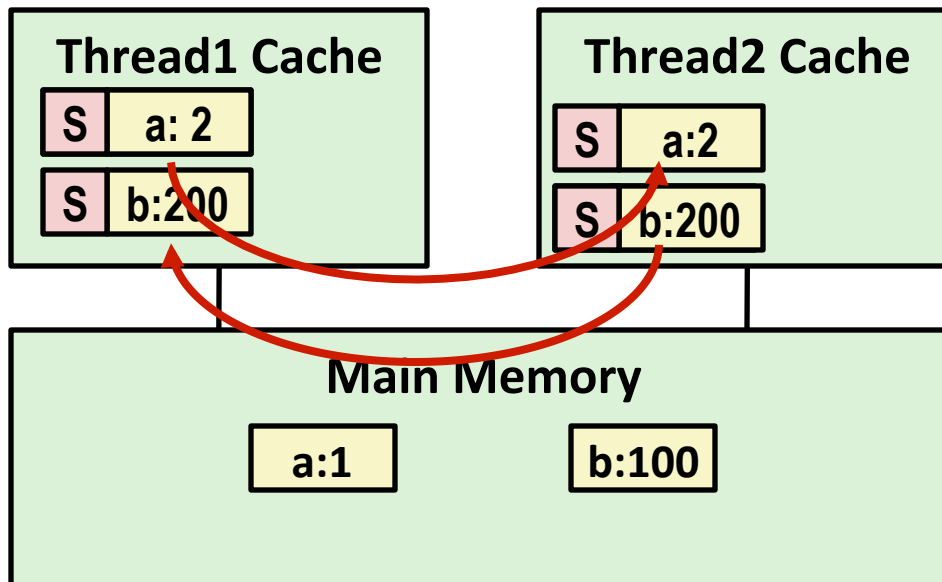 Thread1 Cache
S a: 2
S b:200
Thread2 Cache
S a:2
S b:200
Main Memory
a:1
b:100